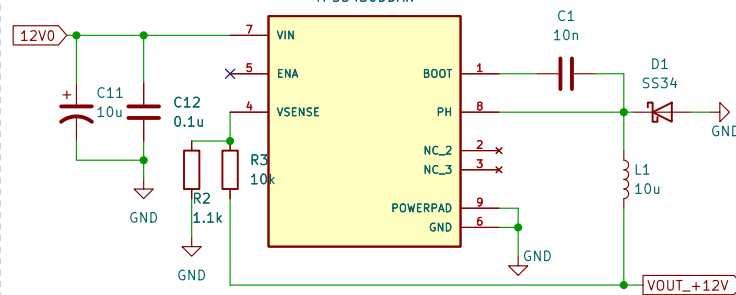 C1
10n
12V0
7
VIN
5
ENA
BOOT
1
D1
SS34
+
C11
10u
C12
0.1u
4
VSENSE
PH
8
GND
NC_2
2
NC_3
3
R3
10k
L1
10u
R2
1.1k
GND
POWERPAD
9
GND
6
GND
GND
VOUT_+12V